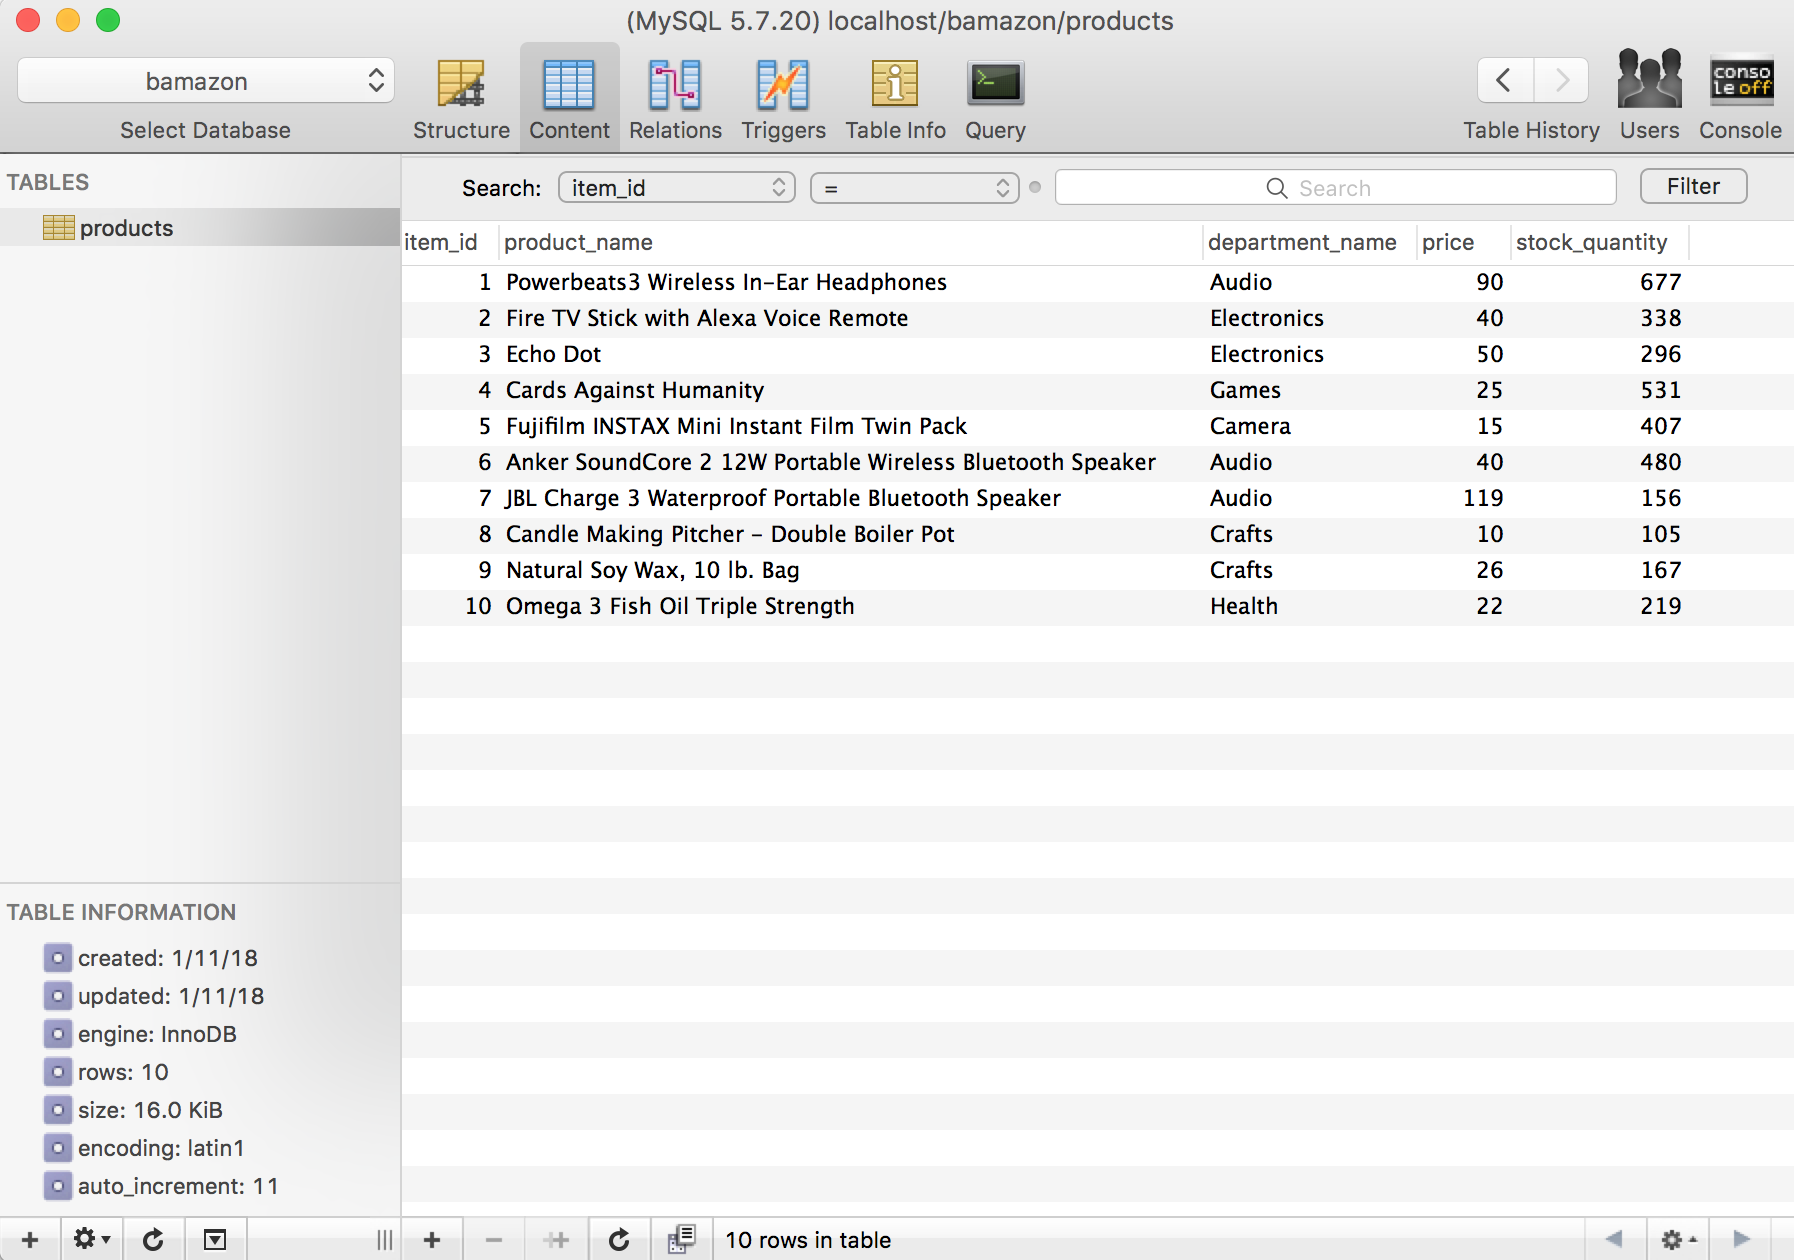 (MySQL 5.7.20) localhost/bamazon/products
bamazon
conso
le off
Select Database Structure Content Relations Triggers Table Info Query Table History Users Console
TABLES
products
Search: item_id = Search Filter
item_id product_name department_name price stock_quantity
1 Powerbeats3 Wireless In-Ear Headphones Audio 90 677
2 Fire TV Stick with Alexa Voice Remote Electronics 40 338
3 Echo Dot Electronics 50 296
4 Cards Against Humanity Games 25 531
5 Fujifilm INSTAX Mini Instant Film Twin Pack Camera 15 407
6 Anker SoundCore 2 12W Portable Wireless Bluetooth Speaker Audio 40 480
7 JBL Charge 3 Waterproof Portable Bluetooth Speaker Audio 119 156
8 Candle Making Pitcher - Double Boiler Pot Crafts 10 105
9 Natural Soy Wax, 10 lb. Bag Crafts 26 167
10 Omega 3 Fish Oil Triple Strength Health 22 219
TABLE INFORMATION
created: 1/11/18
updated: 1/11/18
engine: InnoDB
rows: 10
size: 16.0 KiB
encoding: latin1
auto_increment: 11
10 rows in table